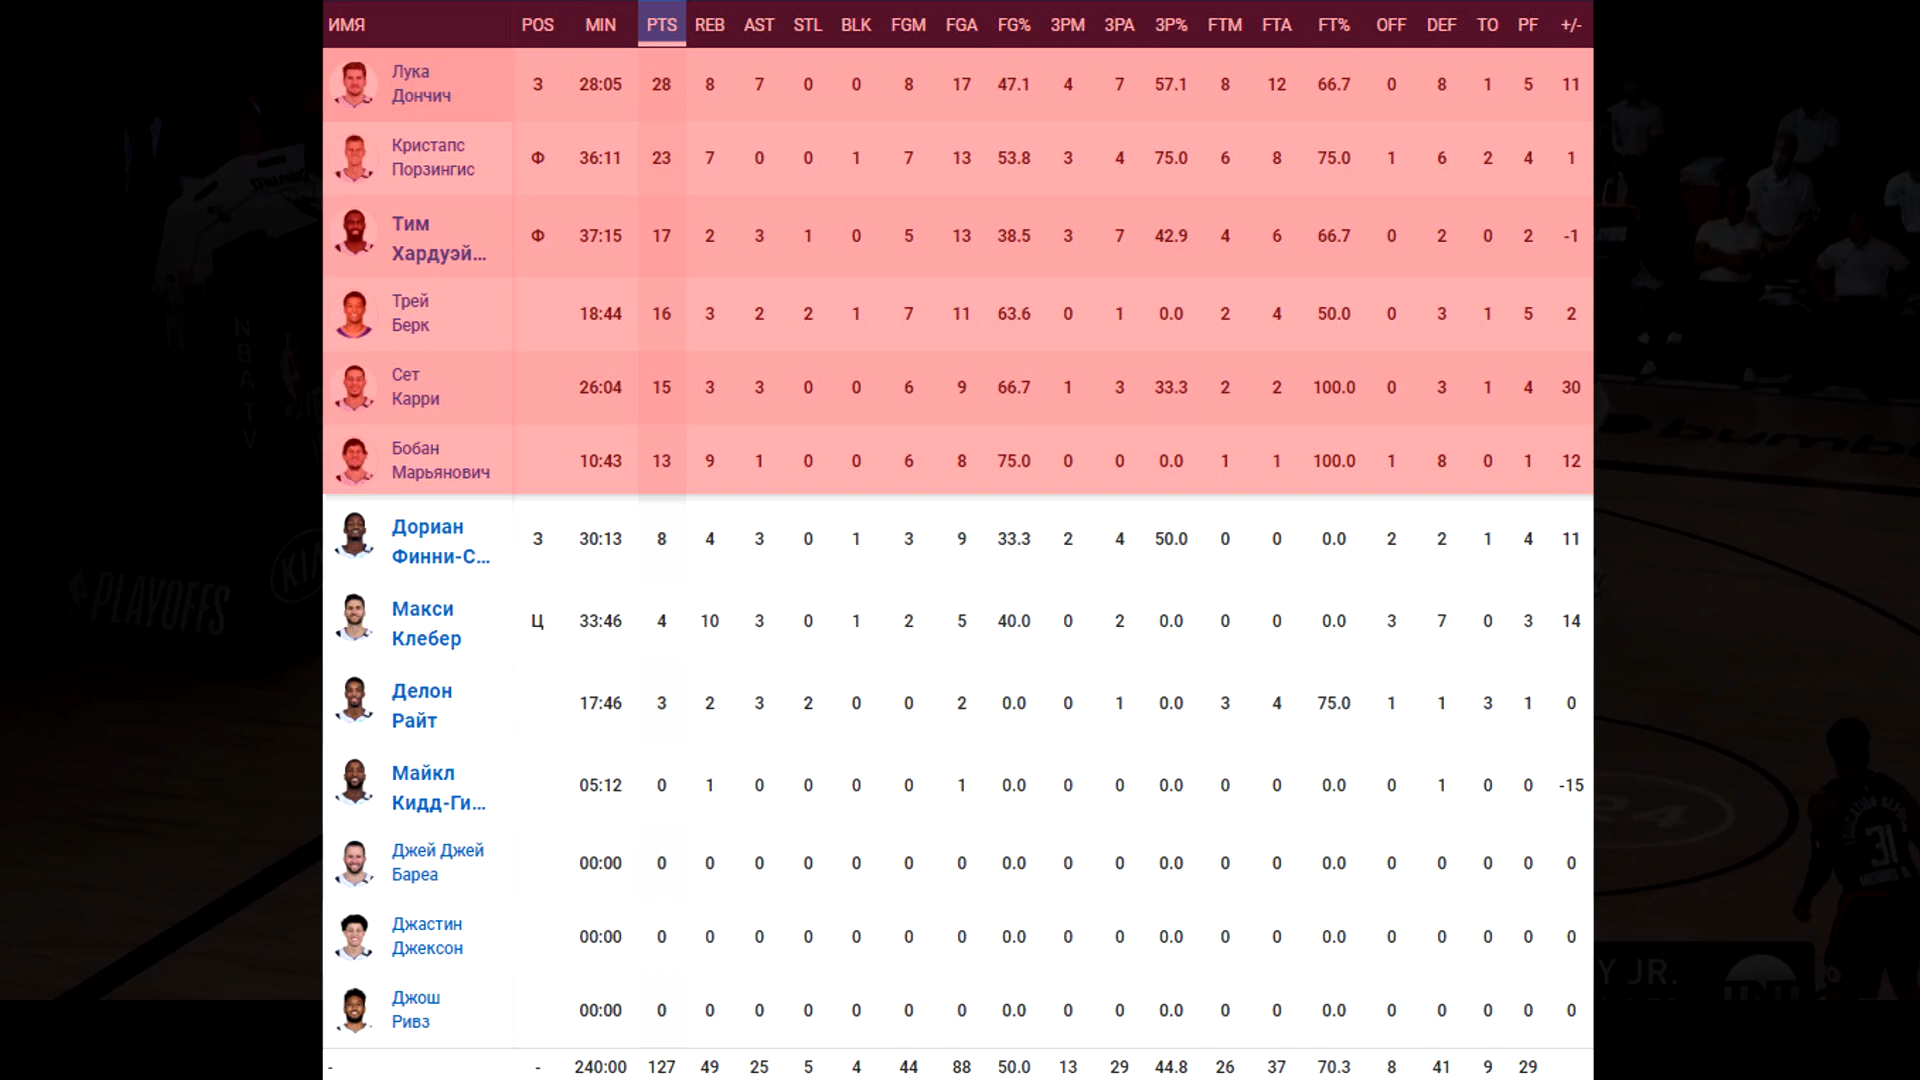 ИМЯ POS MIN PTS REB AST STL BLK FGM FGA FG% 3PM 3PA 3P% FTM FTA FT% OFF DEF TO PF +/-
Лука Дончич З 28:05 28 8 7 0 0 8 17 47.1 4 7 57.1 8 12 66.7 0 8 1 5 11
Кристапс Порзингис Ф 36:11 23 7 0 0 1 7 13 53.8 3 4 75.0 6 8 75.0 1 6 2 4 1
Тим Хардуэй... Ф 37:15 17 2 3 1 0 5 13 38.5 3 7 42.9 4 6 66.7 0 2 0 2 -1
Трей Берк 18:44 16 3 2 2 1 7 11 63.6 0 1 0.0 2 4 50.0 0 3 1 5 2
Сет Карри 26:04 15 3 3 0 0 6 9 66.7 1 3 33.3 2 2 100.0 0 3 1 4 30
Бобан Марьянович 10:43 13 9 1 0 0 6 8 75.0 0 0 0.0 1 1 100.0 1 8 0 1 12
Дориан Финни-С... З 30:13 8 4 3 0 1 3 9 33.3 2 4 50.0 0 0 0.0 2 2 1 4 11
Макси Клебер Ц 33:46 4 10 3 0 1 2 5 40.0 0 2 0.0 0 0 0.0 3 7 0 3 14
Делон Райт 17:46 3 2 3 2 0 0 2 0.0 0 1 0.0 3 4 75.0 1 1 3 1 0
Майкл Кидд-Ги... 05:12 0 1 0 0 0 0 1 0.0 0 0 0.0 0 0 0.0 0 1 0 0 -15
Джей Джей Бареа 00:00 0 0 0 0 0 0 0 0.0 0 0 0.0 0 0 0.0 0 0 0 0 0
Джастин Джексон 00:00 0 0 0 0 0 0 0 0.0 0 0 0.0 0 0 0.0 0 0 0 0 0
Джош Ривз 00:00 0 0 0 0 0 0 0 0.0 0 0 0.0 0 0 0.0 0 0 0 0 0
- - 240:00 127 49 25 5 4 44 88 50.0 13 29 44.8 26 37 70.3 8 41 9 29
SPALDING
NBA TV
KIA
PLAYOFFS
bumbl
31
Y JR.